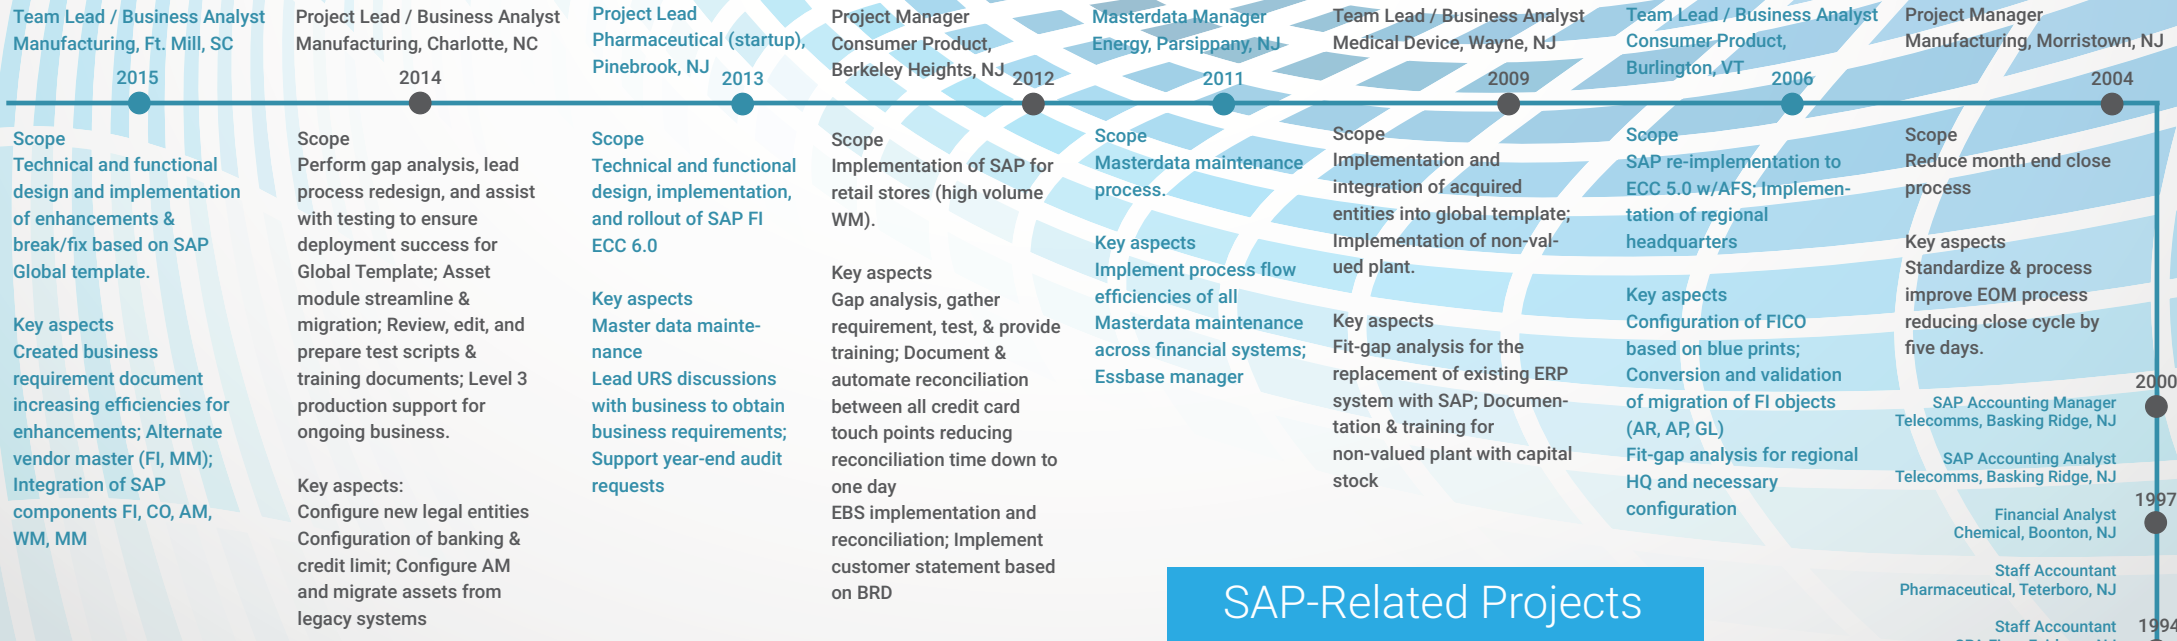 Team Lead / Business Analyst
Manufacturing, Ft. Mill, SC
2015
Scope
Technical and functional
design and implementation
of enhancements &
break/fix based on SAP
Global template.
Key aspects
Created business
requirement document
increasing efficiencies for
enhancements; Alternate
vendor master (FI, MM);
Integration of SAP
components FI, CO, AM,
WM, MM
Project Lead / Business Analyst
Manufacturing, Charlotte, NC
2014
Scope
Perform gap analysis, lead
process redesign, and assist
with testing to ensure
deployment success for
Global Template; Asset
module streamline &
migration; Review, edit, and
prepare test scripts &
training documents; Level 3
production support for
ongoing business.
Key aspects:
Configure new legal entities
Configuration of banking &
credit limit; Configure AM
and migrate assets from
legacy systems
Project Lead
Pharmaceutical (startup),
Pinebrook, NJ
2013
Scope
Technical and functional
design, implementation,
and rollout of SAP FI
ECC 6.0
Key aspects
Master data mainte-
nance
Lead URS discussions
with business to obtain
business requirements;
Support year-end audit
requests
Project Manager
Consumer Product,
Berkeley Heights, NJ
2012
Scope
Implementation of SAP for
retail stores (high volume
WM).
Key aspects
Gap analysis, gather
requirement, test, & provide
training; Document &
automate reconciliation
between all credit card
touch points reducing
reconciliation time down to
one day
EBS implementation and
reconciliation; Implement
customer statement based
on BRD
Masterdata Manager
Energy, Parsippany, NJ
2011
Scope
Masterdata maintenance
process.
Key aspects
Implement process flow
efficiencies of all
Masterdata maintenance
across financial systems;
Essbase manager
Team Lead / Business Analyst
Medical Device, Wayne, NJ
2009
Scope
Implementation and
integration of acquired
entities into global template;
Implementation of non-val-
ued plant.
Key aspects
Fit-gap analysis for the
replacement of existing ERP
system with SAP; Documen-
tation & training for
non-valued plant with capital
stock
Team Lead / Business Analyst
Consumer Product,
Burlington, VT
2006
Scope
SAP re-implementation to
ECC 5.0 w/AFS; Implemen-
tation of regional
headquarters
Key aspects
Configuration of FICO
based on blue prints;
Conversion and validation
of migration of FI objects
(AR, AP, GL)
Fit-gap analysis for regional
HQ and necessary
configuration
Project Manager
Manufacturing, Morristown, NJ
2004
Scope
Reduce month end close
process
Key aspects
Standardize & process
improve EOM process
reducing close cycle by
five days.
2000
SAP Accounting Manager
Telecomms, Basking Ridge, NJ
SAP Accounting Analyst
Telecomms, Basking Ridge, NJ
1997
Financial Analyst
Chemical, Boonton, NJ
Staff Accountant
Pharmaceutical, Teterboro, NJ
Staff Accountant
1994
SAP-Related Projects